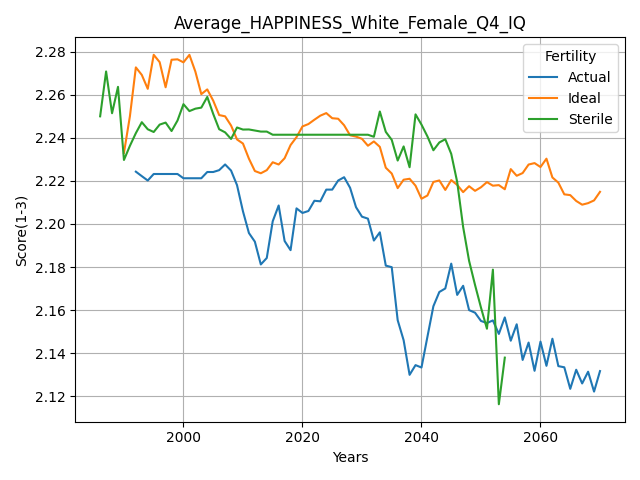 Average_HAPPINESS_White_Female_Q4_IQ
Score(1-3)
2.28
2.26
2.24
2.22
2.20
2.18
2.16
2.14
2.12
Fertility
Actual
Ideal
Sterile
2000
2020
2040
2060
Years